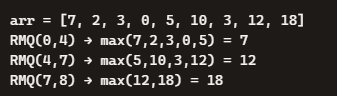 arr = [7, 2, 3, 0, 5, 10, 3, 12, 18]
RMQ(0,4) → max(7,2,3,0,5) = 7
RMQ(4,7) → max(5,10,3,12) = 12
RMQ(7,8) → max(12,18) = 18